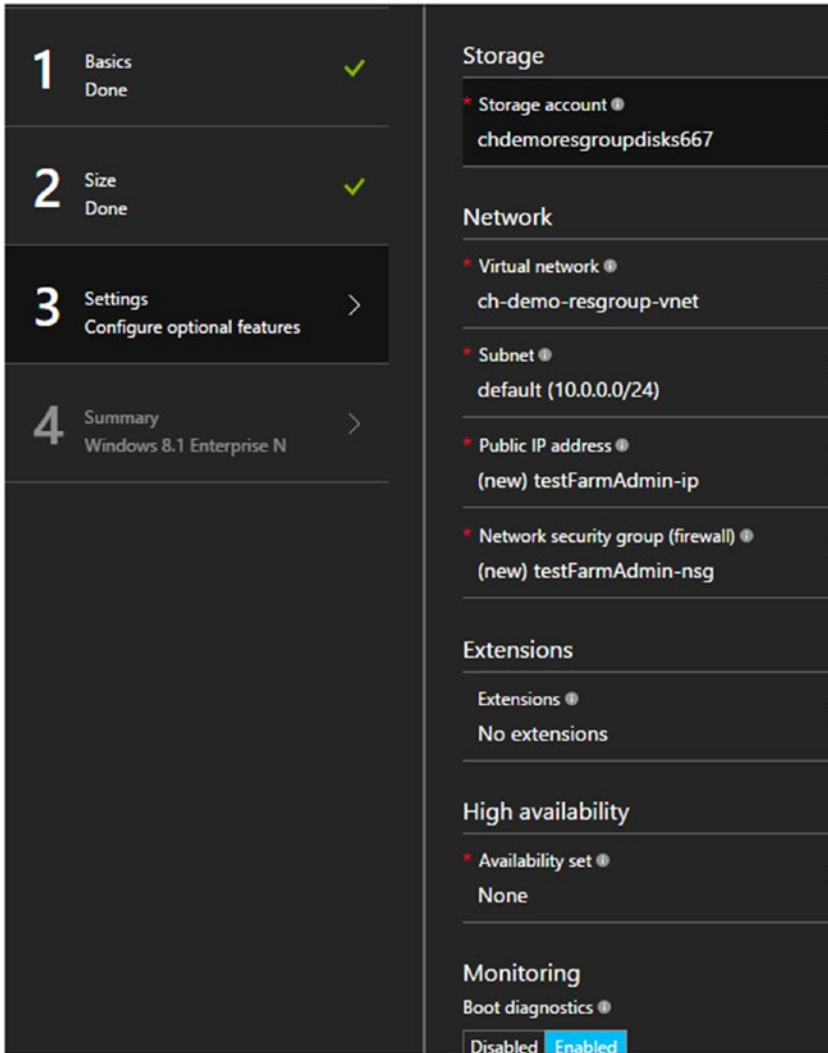 1
Basics
Done
2
Size
Done
3
Settings
Configure optional features
4
Summary
Windows 8.1 Enterprise N
Storage
* Storage account
chdemoresgroupdisks667
Network
* Virtual network
ch-demo-resgroup-vnet
* Subnet
default (10.0.0.0/24)
* Public IP address
(new) testFarmAdmin-ip
* Network security group (firewall)
(new) testFarmAdmin-nsg
Extensions
Extensions
No extensions
High availability
* Availability set
None
Monitoring
Boot diagnostics
Disabled Enabled